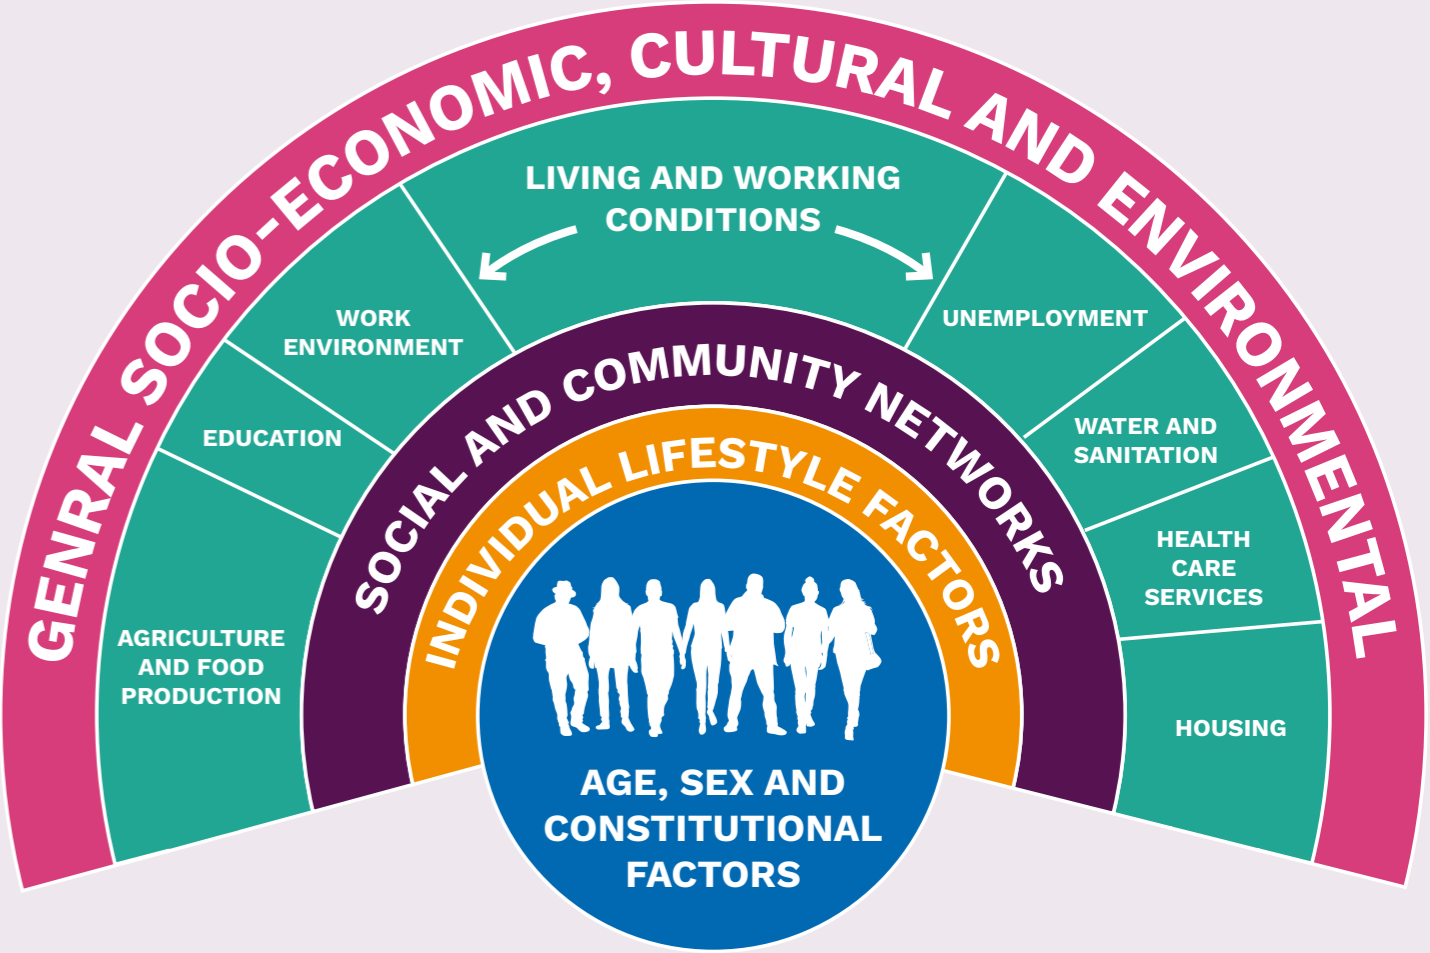 GENRAL SOCIO-ECONOMIC, CULTURAL AND ENVIRONMENTAL
LIVING AND WORKING
CONDITIONS
AGRICULTURE
AND FOOD
PRODUCTION
EDUCATION
WORK
ENVIRONMENT
UNEMPLOYMENT
WATER AND
SANITATION
HEALTH
CARE
SERVICES
HOUSING
SOCIAL AND COMMUNITY NETWORKS
INDIVIDUAL LIFESTYLE FACTORS
AGE, SEX AND
CONSTITUTIONAL
FACTORS